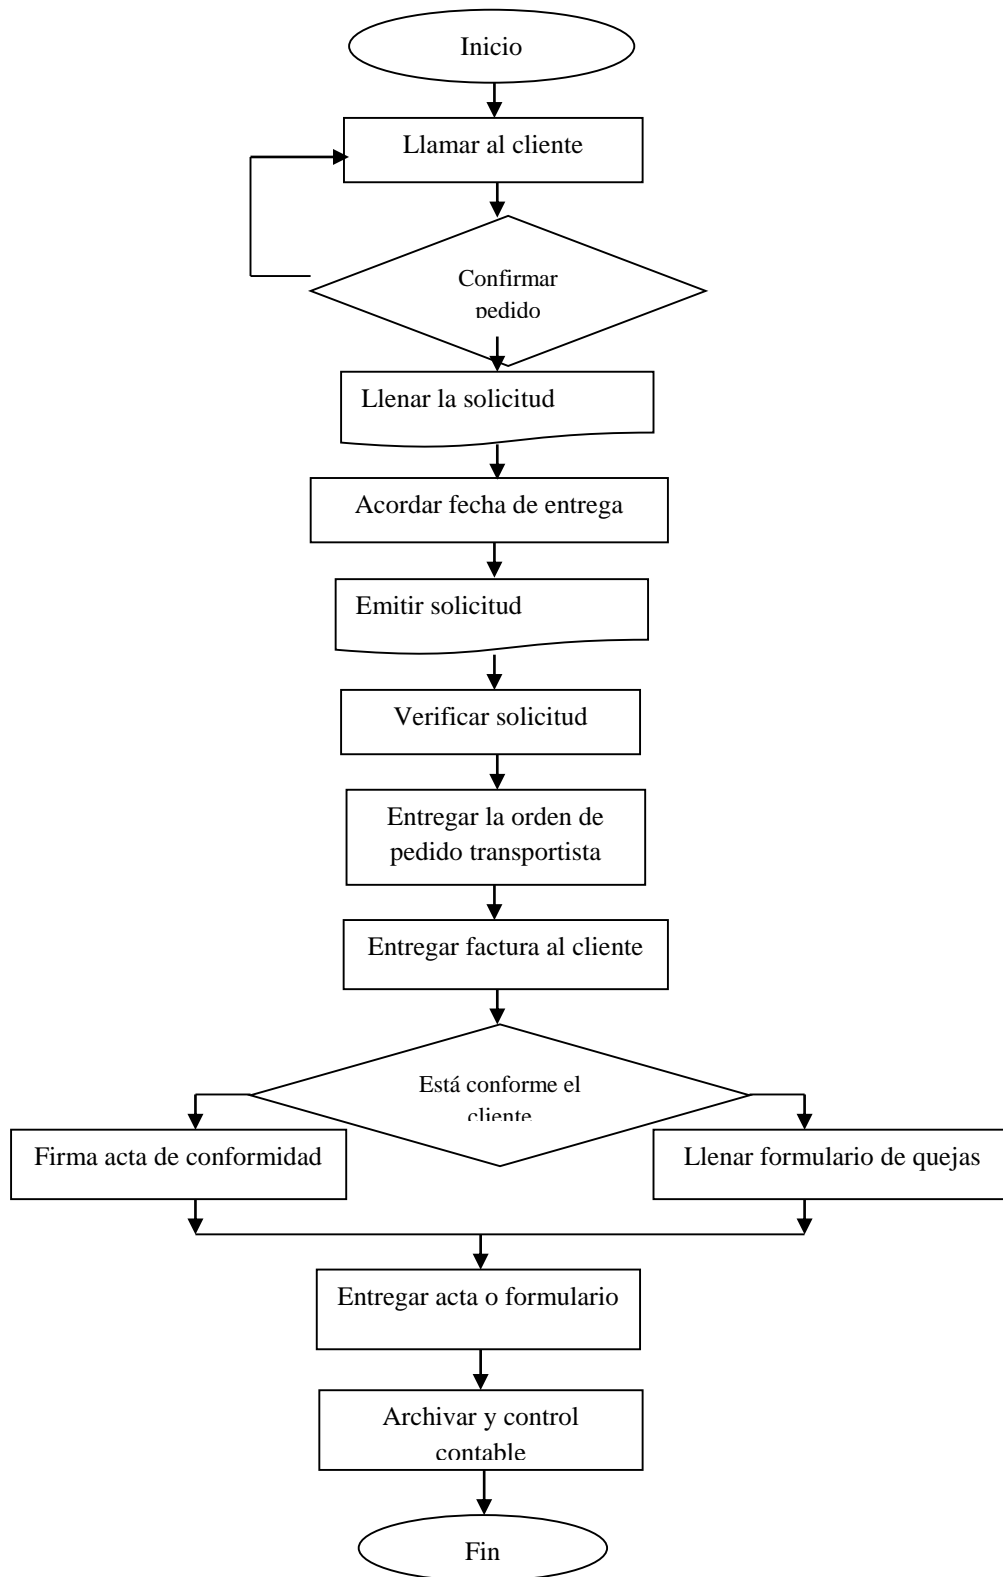 Inicio
Llamar al cliente
Confirmar
pedido
Llenar la solicitud
Acordar fecha de entrega
Emitir solicitud
Verificar solicitud
Entregar la orden de
pedido transportista
Entregar factura al cliente
Está conforme el
cliente
Firma acta de conformidad
Llenar formulario de quejas
Entregar acta o formulario
Archivar y control
contable
Fin